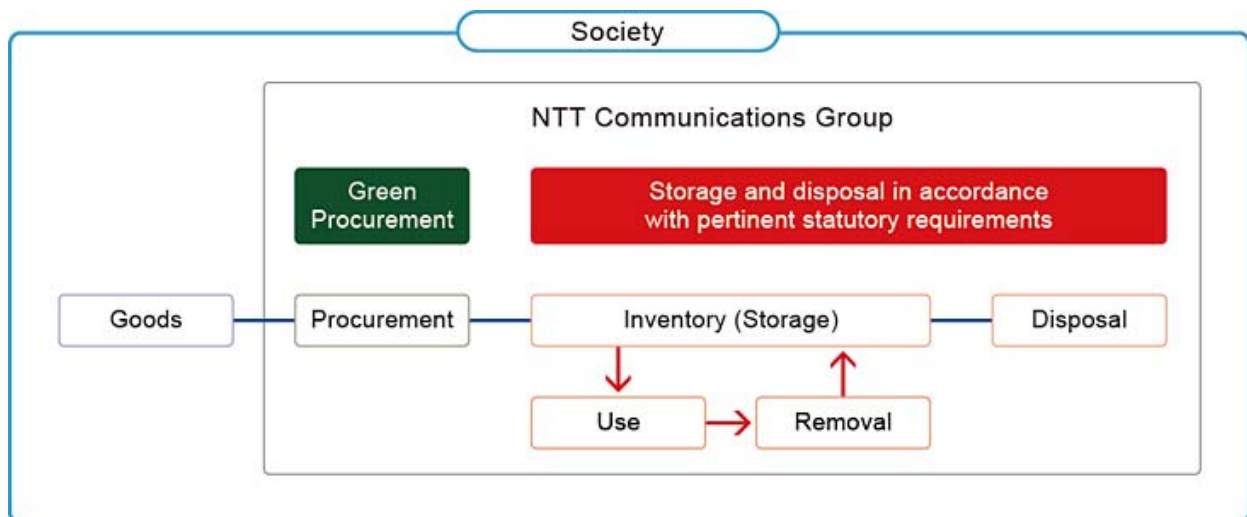 Society
NTT Communications Group
Green
Procurement
Storage and disposal in accordance
with pertinent statutory requirements
Goods
Procurement
Inventory (Storage)
Disposal
Use
Removal